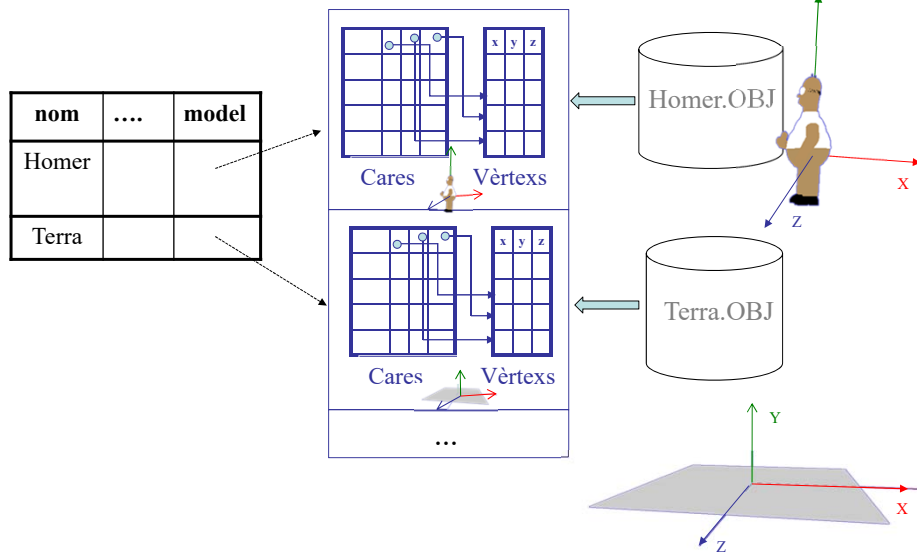 nom …. model
Homer
Terra
x y z
Cares Vèrtexs
x y z
Cares Vèrtexs
...
Homer.OBJ
X
Z
Terra.OBJ
Y
X
Z